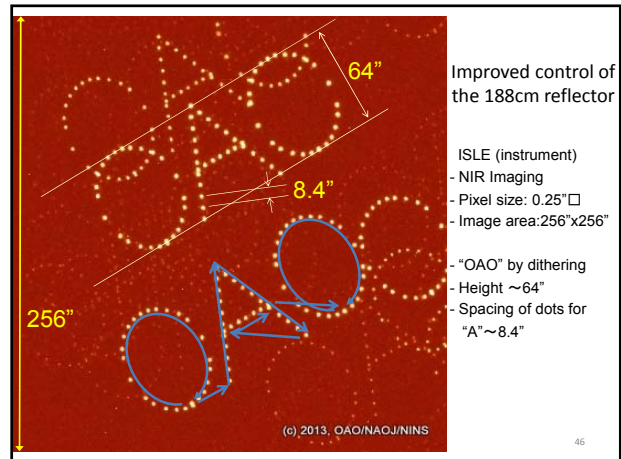 64”
8.4”
256”
(c) 2013, OAO/NAOJ/NINS
Improved control of
the 188cm reflector
ISLE (instrument)
- NIR Imaging
- Pixel size: 0.25”□
- Image area:256”x256”
- “OAO” by dithering
- Height ~64”
- Spacing of dots for
“A”~8.4”
46